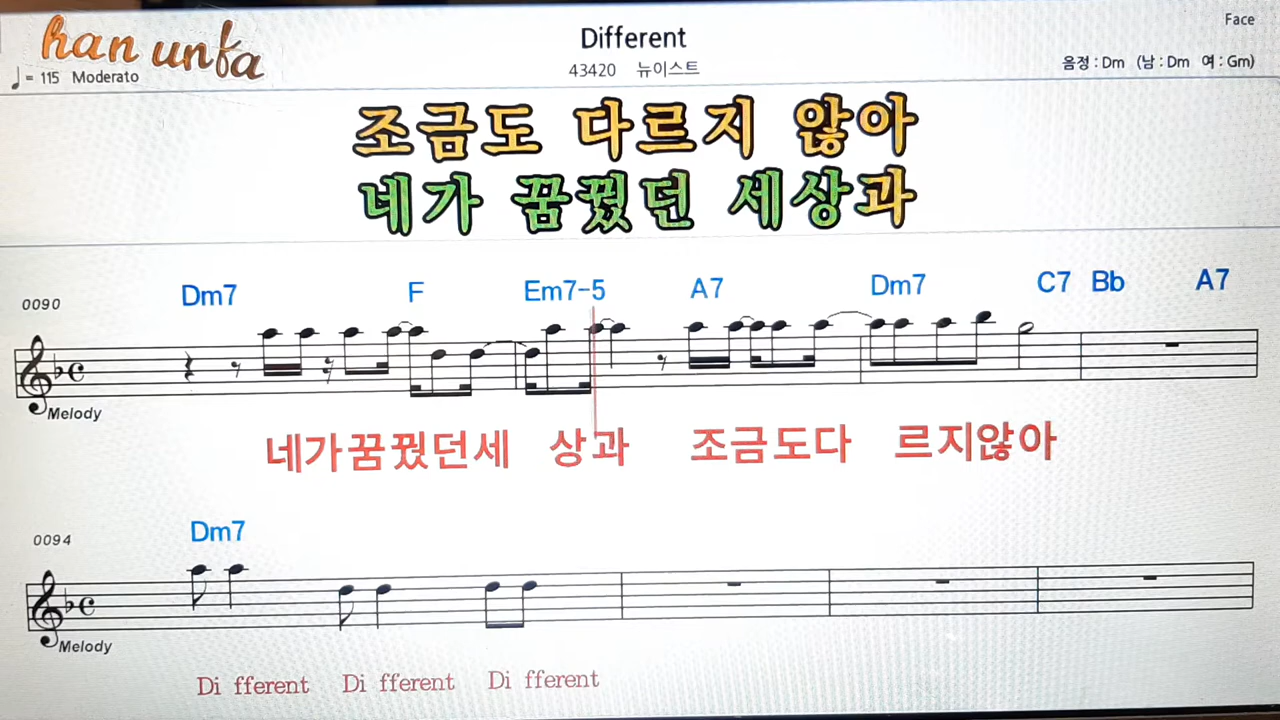 Face
han unfa
Different
♩= 115 Moderato
43420 뉴이스트
음정 : Dm (남 : Dm 여 : Gm)
조금도 다르지 않아
네가 꿈꿨던 세상과
0090
Dm7 F Em7-5 A7 Dm7 C7 Bb A7
Melody
네가꿈꿨던세 상과 조금도다 르지않아
0094
Dm7
Melody
Di fferent Di fferent Di fferent